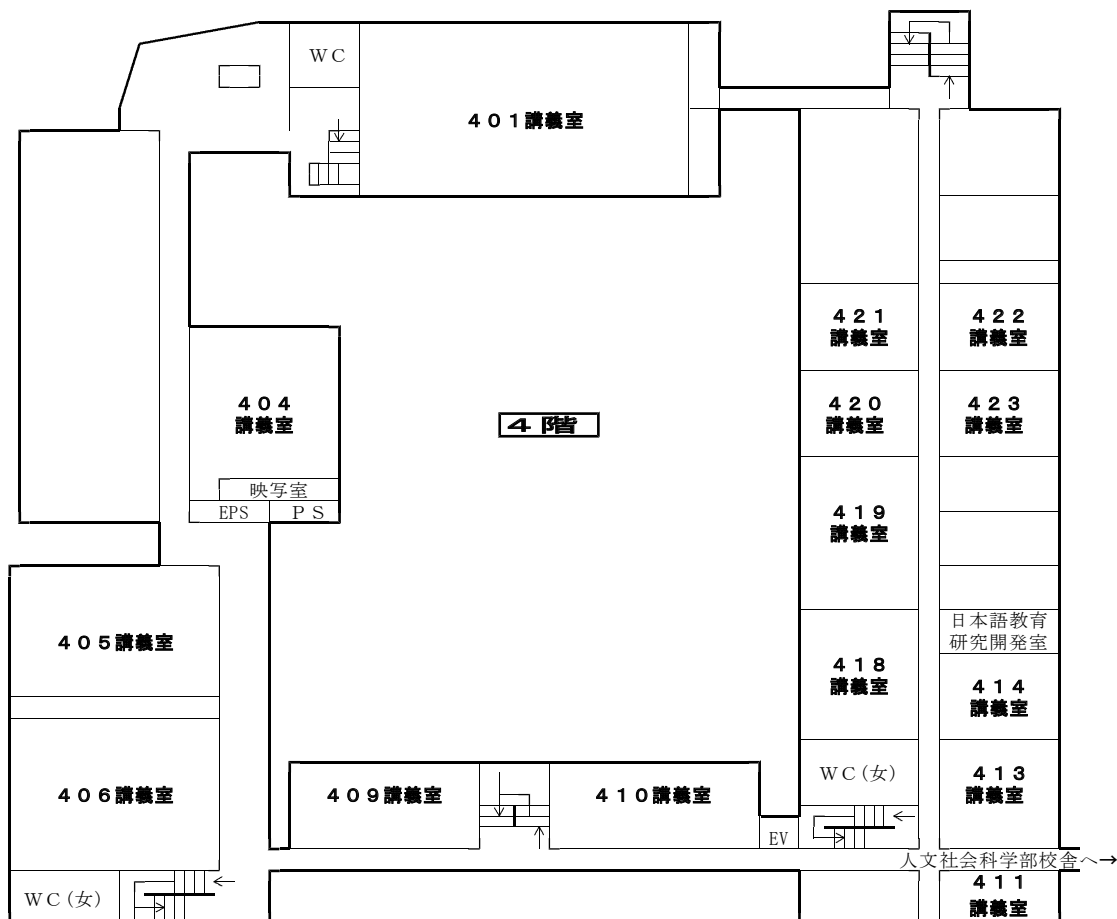 ＷＣ
４０１講義室
４２１
講義室
４２２
講義室
４０４
講義室
４階
４２０
講義室
４２３
講義室
映写室
EPS
ＰＳ
４１９
講義室
日本語教育
研究開発室
４０５講義室
４１８
講義室
４１４
講義室
ＷＣ(女)
４１３
講義室
４０６講義室
４０９講義室
４１０講義室
EV
人文社会科学部校舎へ→
４１１
講義室
ＷＣ(女)